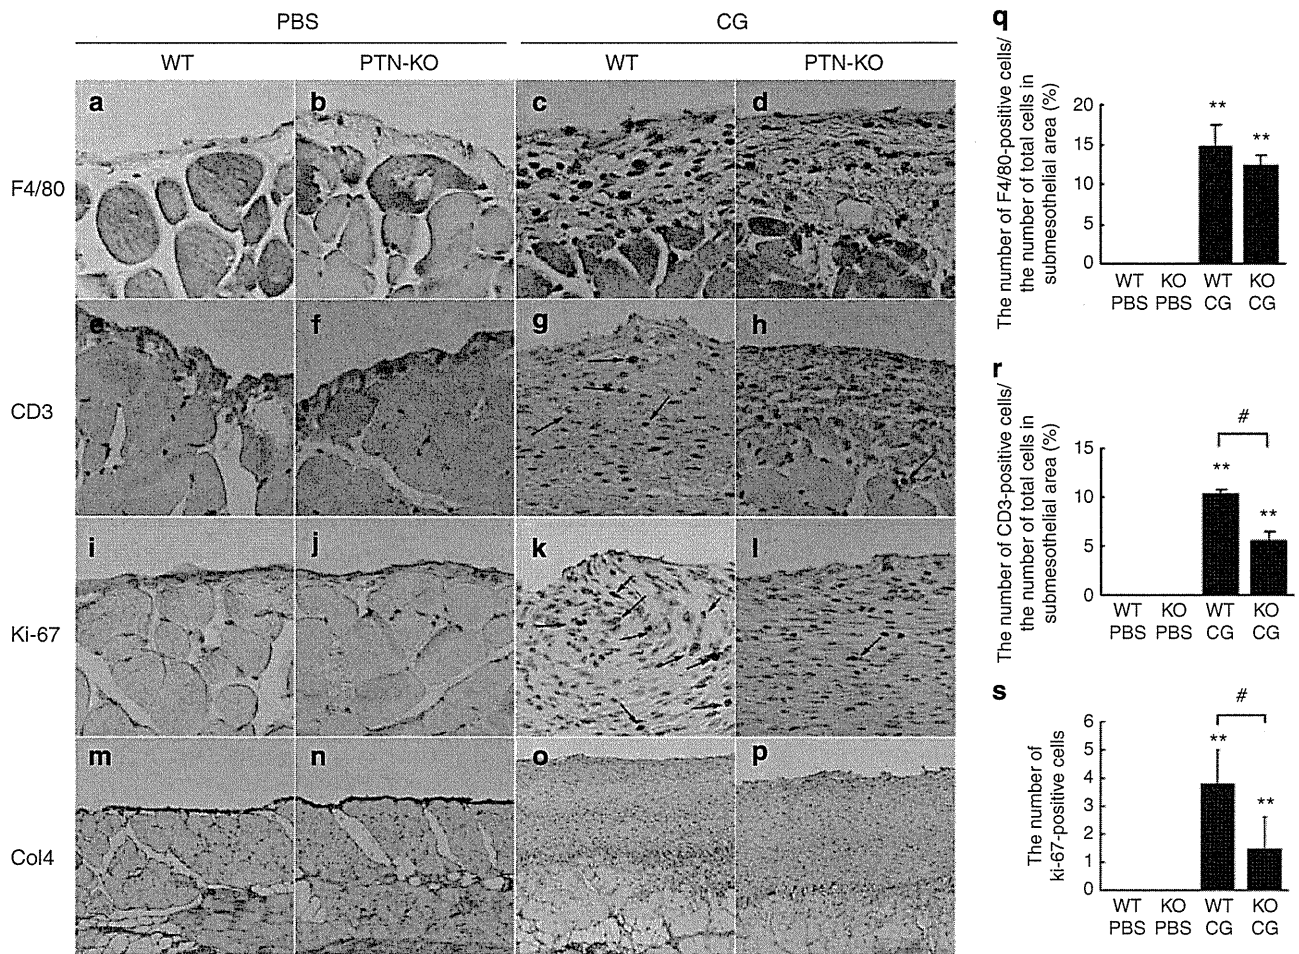 PBS
CG
WT
PTN-KO
WT
PTN-KO
F4/80
a
b
c
d
CD3
e
f
g
h
Ki-67
i
j
k
l
Col4
m
n
o
p
q
The number of F4/80-positive cells/
the number of total cells in
submesothelial area (%)
20
15
10
5
0
**
**
WT
PBS
KO
PBS
WT
CG
KO
CG
r
The number of CD3-positive cells/
the number of total cells in
submesothelial area (%)
15
10
5
0
#
**
**
WT
PBS
KO
PBS
WT
CG
KO
CG
s
The number of
ki-67-positive cells
6
5
4
3
2
1
0
#
**
**
WT
PBS
KO
PBS
WT
CG
KO
CG